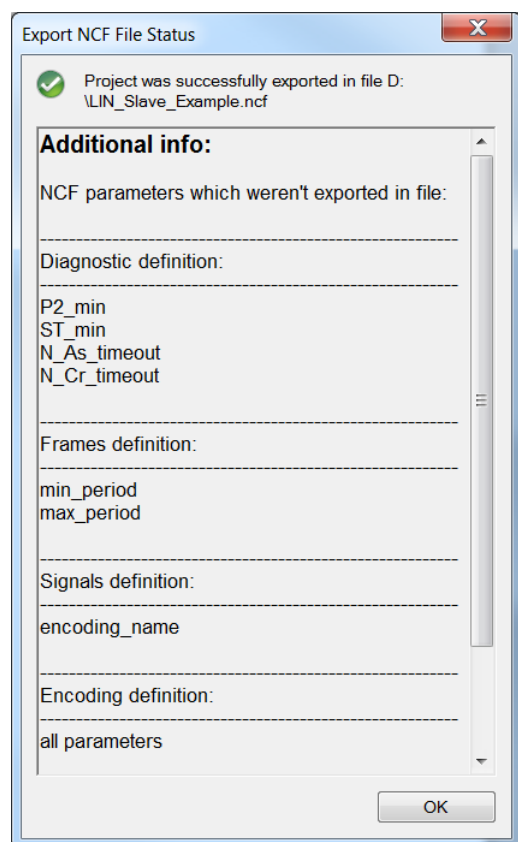 Export NCF File Status
X
Project was successfully exported in file D:
\LIN_Slave_Example.ncf
Additional info:
NCF parameters which weren't exported in file:
----------------------------------------------------------
Diagnostic definition:
----------------------------------------------------------
P2_min
ST_min
N_As_timeout
N_Cr_timeout
----------------------------------------------------------
Frames definition:
----------------------------------------------------------
min_period
max_period
----------------------------------------------------------
Signals definition:
----------------------------------------------------------
encoding_name
----------------------------------------------------------
Encoding definition:
----------------------------------------------------------
all parameters
OK